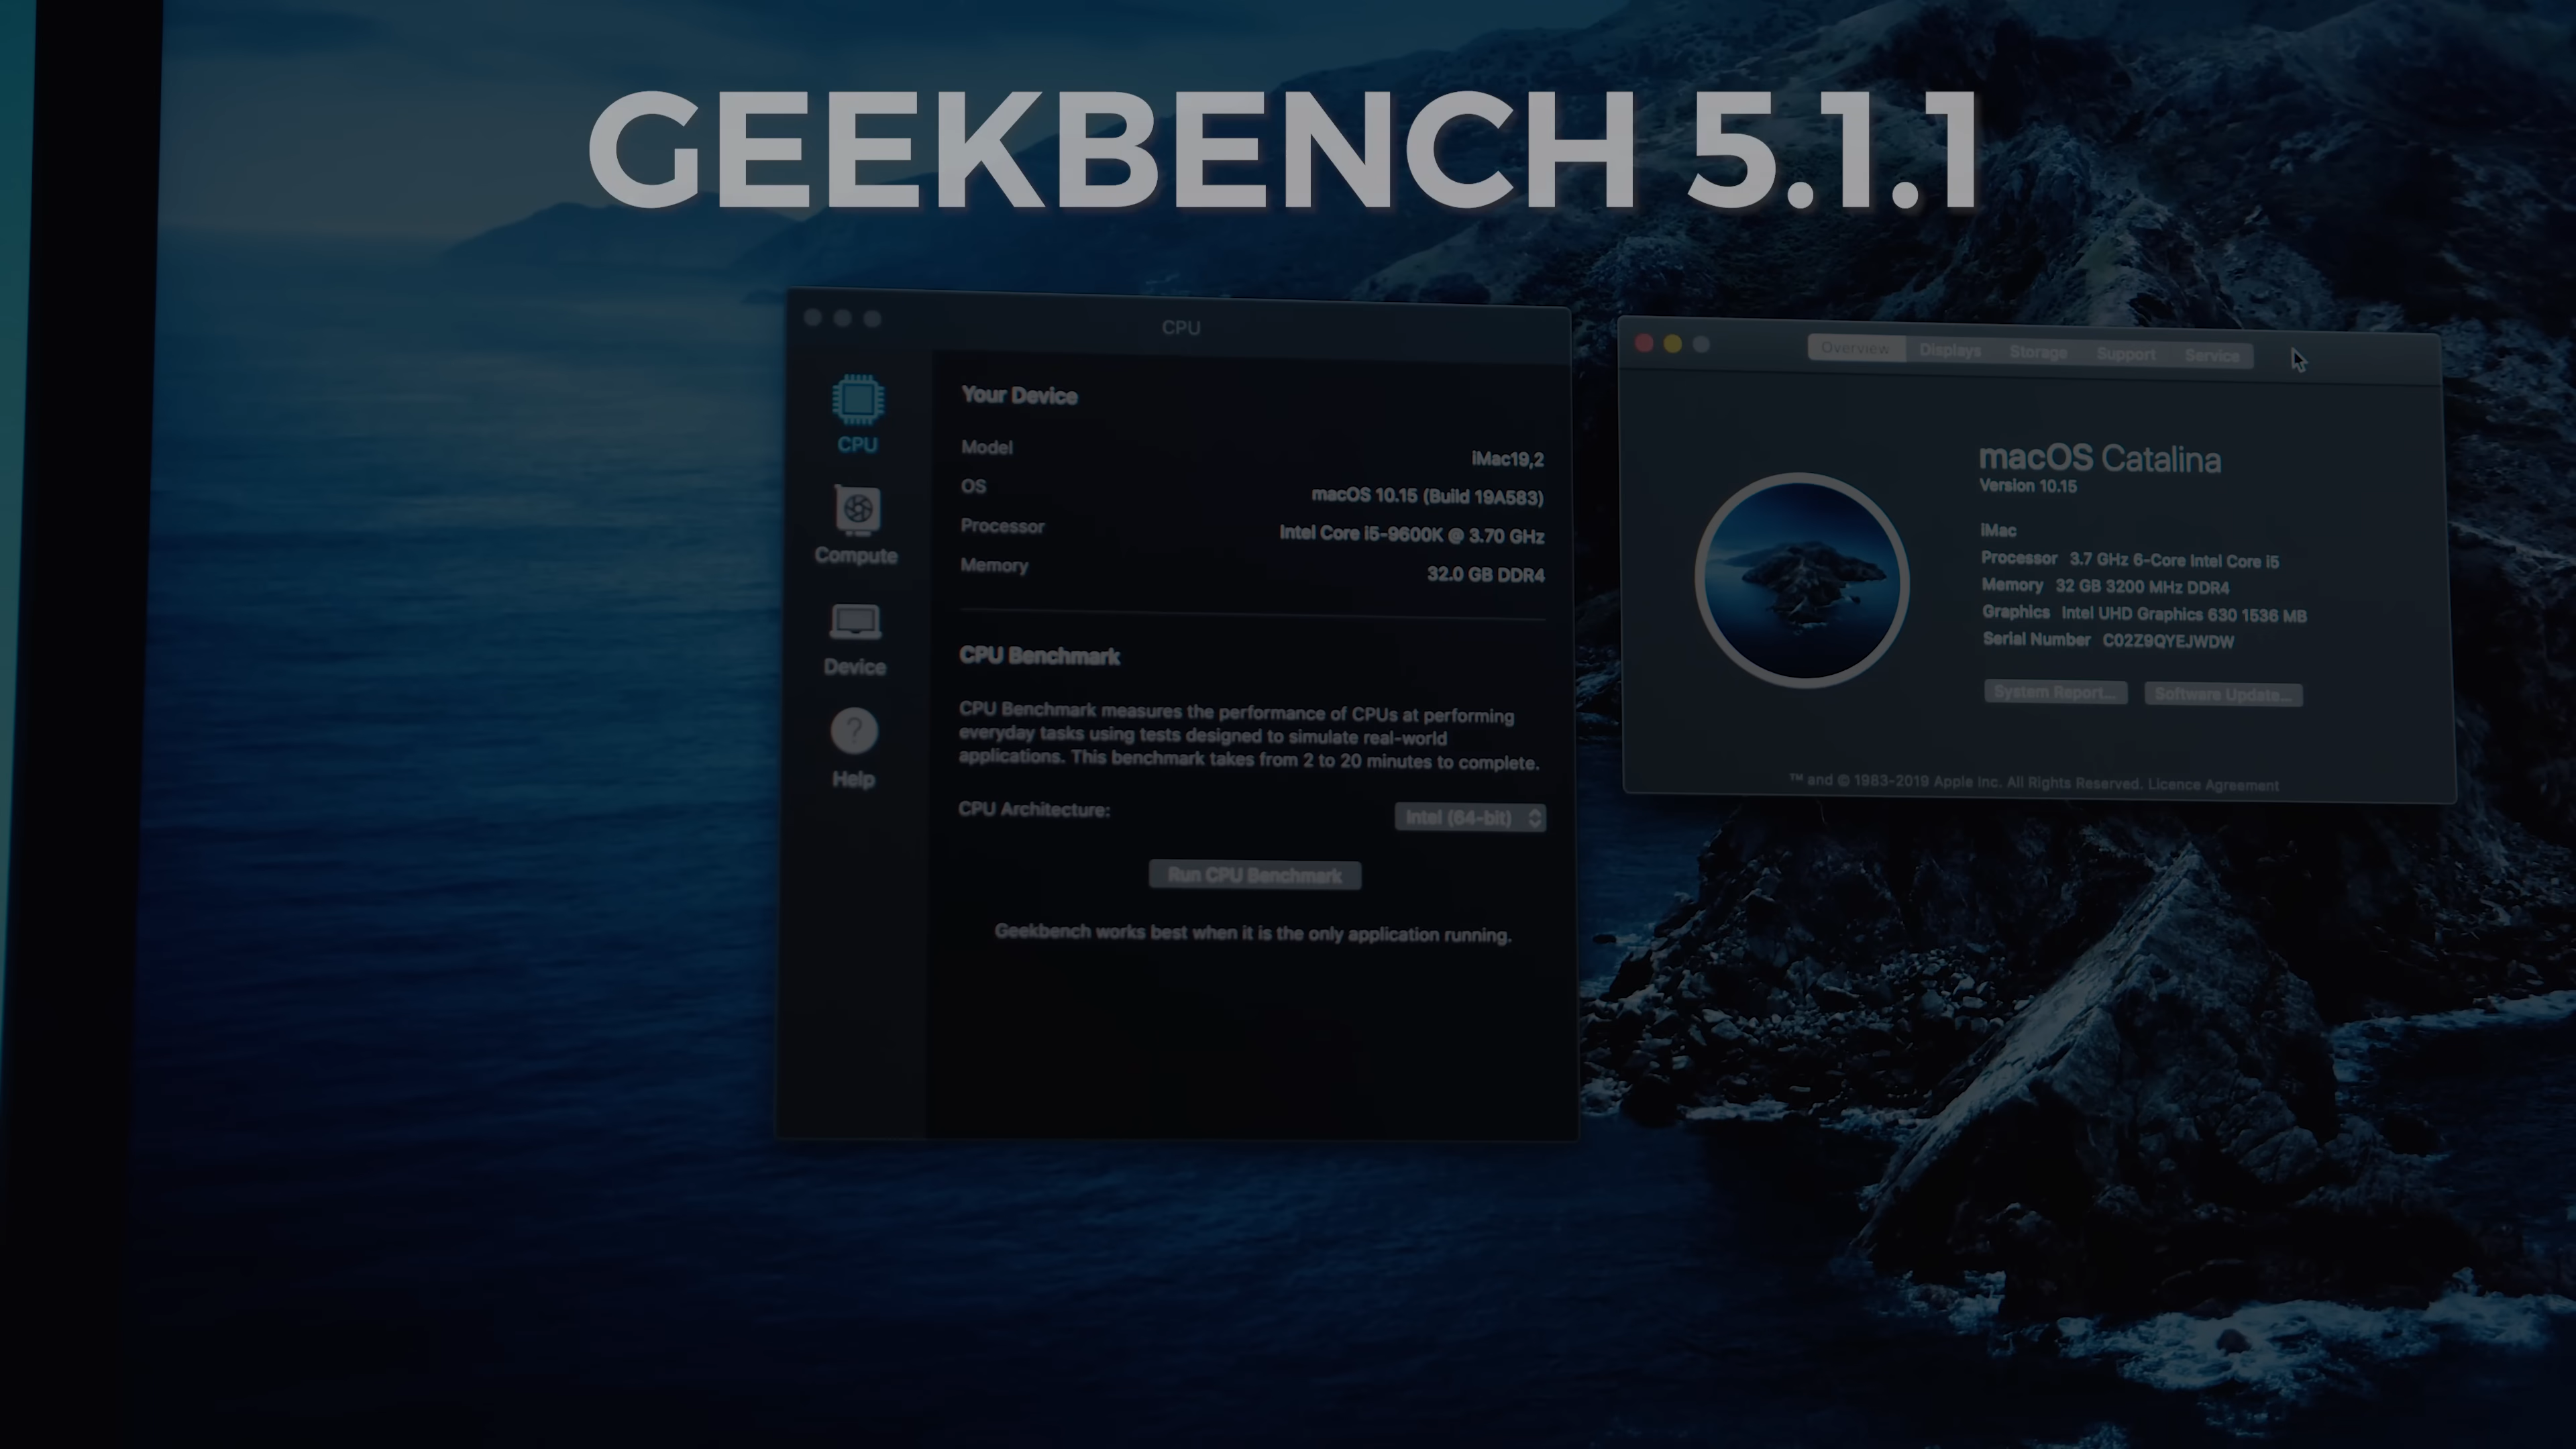 GEEKBENCH 5.1.1
CPU
CPU
Compute
Device
Help
Your Device
Model iMac19,2
OS macOS 10.15 (Build 19A583)
Processor Intel Core i5-9600K @ 3.70 GHz
Memory 32.0 GB DDR4
CPU Benchmark
CPU Benchmark measures the performance of CPUs at performing
everyday tasks using tests designed to simulate real-world
applications. This benchmark takes from 2 to 20 minutes to complete.
CPU Architecture: Intel (64-bit)
Run CPU Benchmark
Geekbench works best when it is the only application running.
Overview Displays Storage Support Service
macOS Catalina
Version 10.15
iMac
Processor 3.7 GHz 6-Core Intel Core i5
Memory 32 GB 3200 MHz DDR4
Graphics Intel UHD Graphics 630 1536 MB
Serial Number C02Z9QYEJWDW
System Report... Software Update...
™ and © 1983-2019 Apple Inc. All Rights Reserved. Licence Agreement